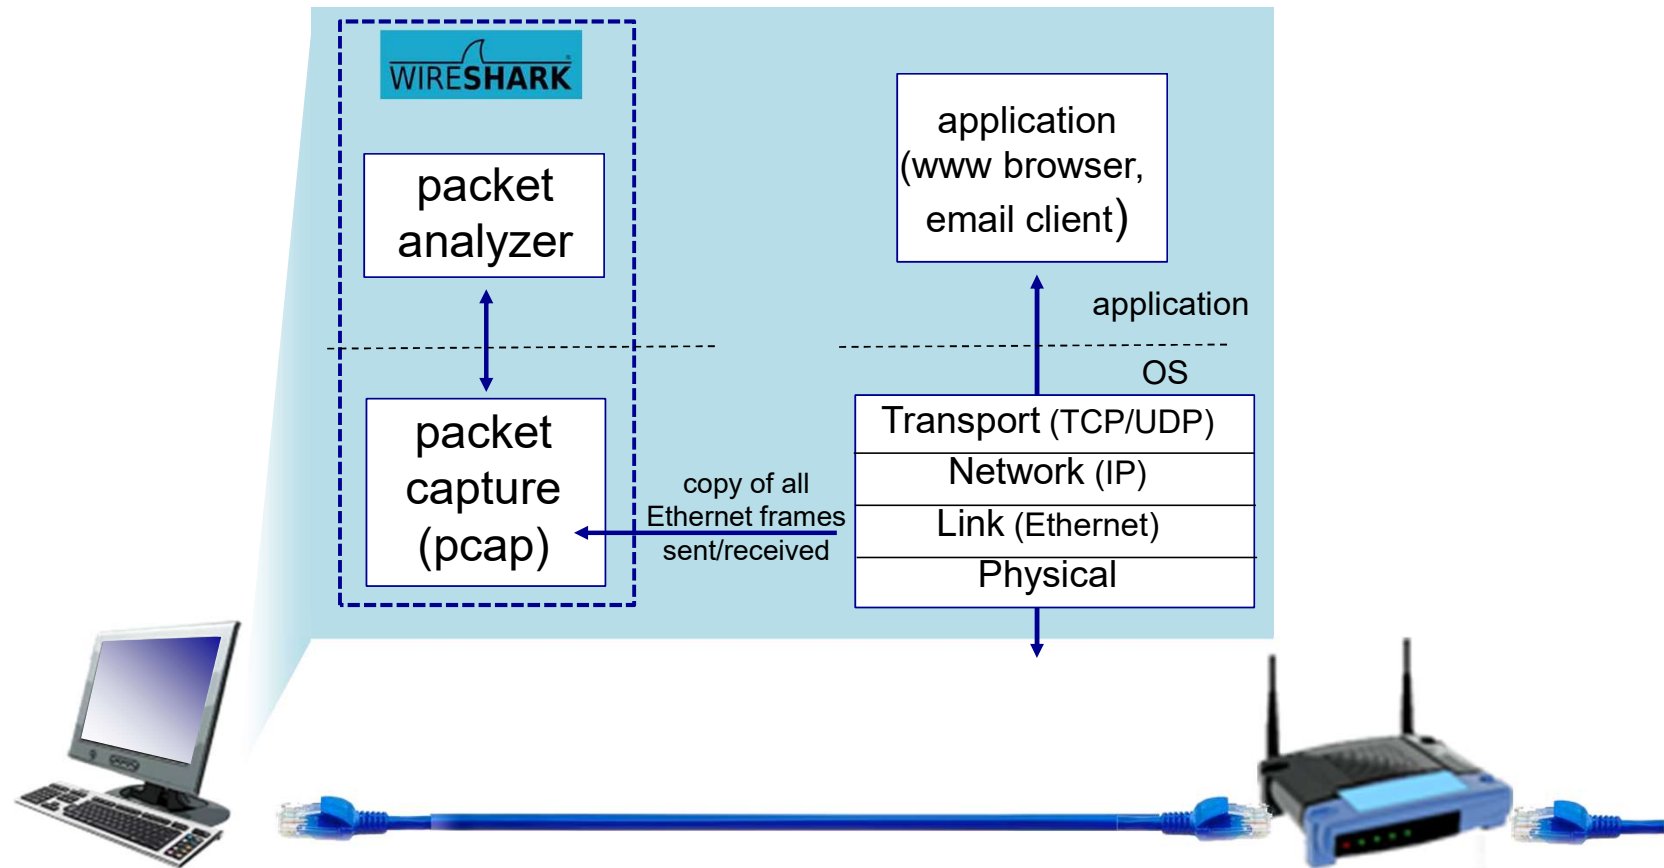 WIRESHARK
packet
analyzer
packet
capture
(pcap)
copy of all
Ethernet frames
sent/received
application
(www browser,
email client)
application
OS
Transport (TCP/UDP)
Network (IP)
Link (Ethernet)
Physical